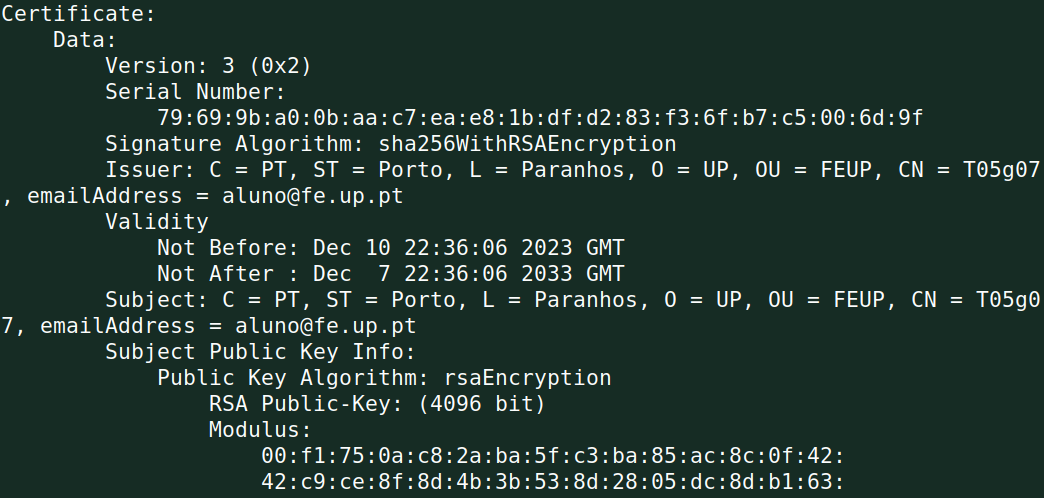 Certificate:
    Data:
        Version: 3 (0x2)
        Serial Number:
            79:69:9b:a0:0b:aa:c7:ea:e8:1b:df:d2:83:f3:6f:b7:c5:00:6d:9f
        Signature Algorithm: sha256WithRSAEncryption
        Issuer: C = PT, ST = Porto, L = Paranhos, O = UP, OU = FEUP, CN = T05g07
, emailAddress = aluno@fe.up.pt
        Validity
            Not Before: Dec 10 22:36:06 2023 GMT
            Not After : Dec  7 22:36:06 2033 GMT
        Subject: C = PT, ST = Porto, L = Paranhos, O = UP, OU = FEUP, CN = T05g0
7, emailAddress = aluno@fe.up.pt
        Subject Public Key Info:
            Public Key Algorithm: rsaEncryption
                RSA Public-Key: (4096 bit)
                Modulus:
                    00:f1:75:0a:c8:2a:ba:5f:c3:ba:85:ac:8c:0f:42:
                    42:c9:ce:8f:8d:4b:3b:53:8d:28:05:dc:8d:b1:63: